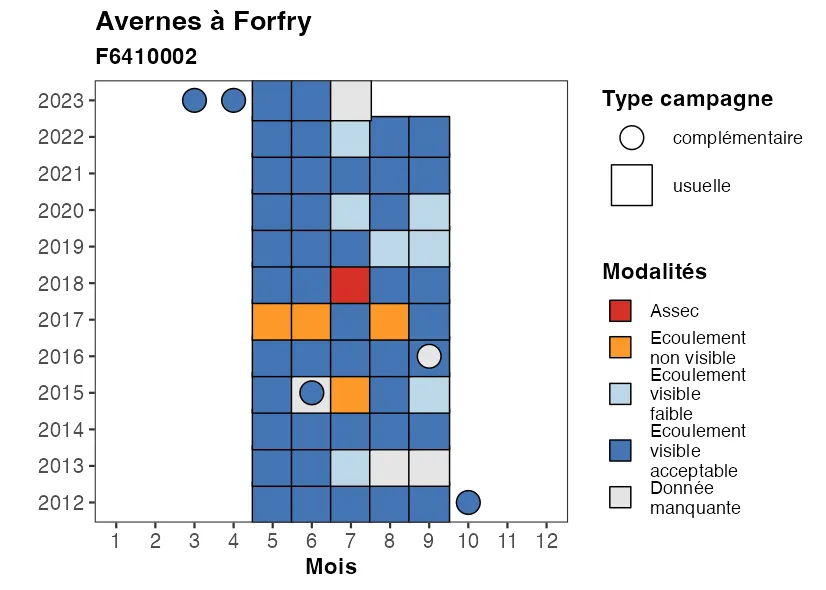 Avernes à Forfry
F6410002
2023
2022
2021
2020
2019
2018
2017
2016
2015
2014
2013
2012
1 2 3 4 5 6 7 8 9 10 11 12
Mois
Type campagne
complémentaire
usuelle
Modalités
Assec
Ecoulement
non visible
Ecoulement
visible
faible
Ecoulement
visible
acceptable
Donnée
manquante